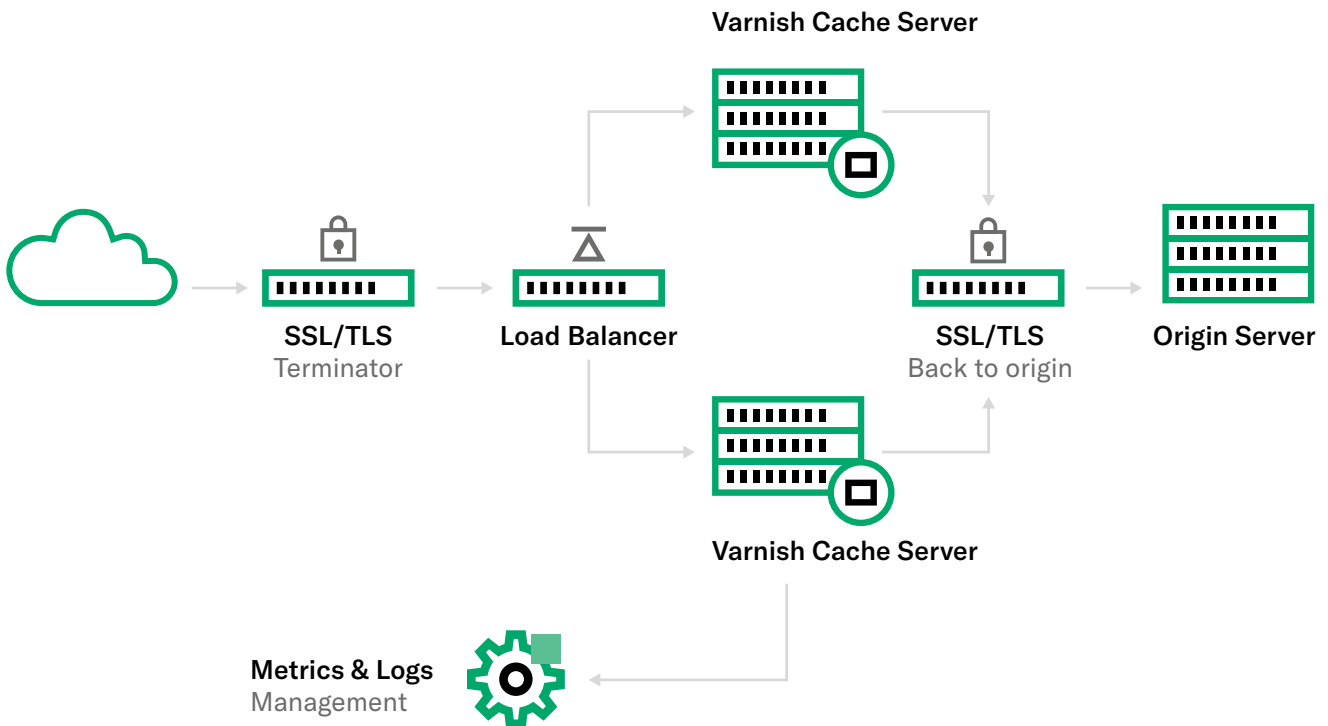 Varnish Cache Server
SSL/TLS
Terminator
Load Balancer
SSL/TLS
Back to origin
Origin Server
Varnish Cache Server
Metrics & Logs
Management